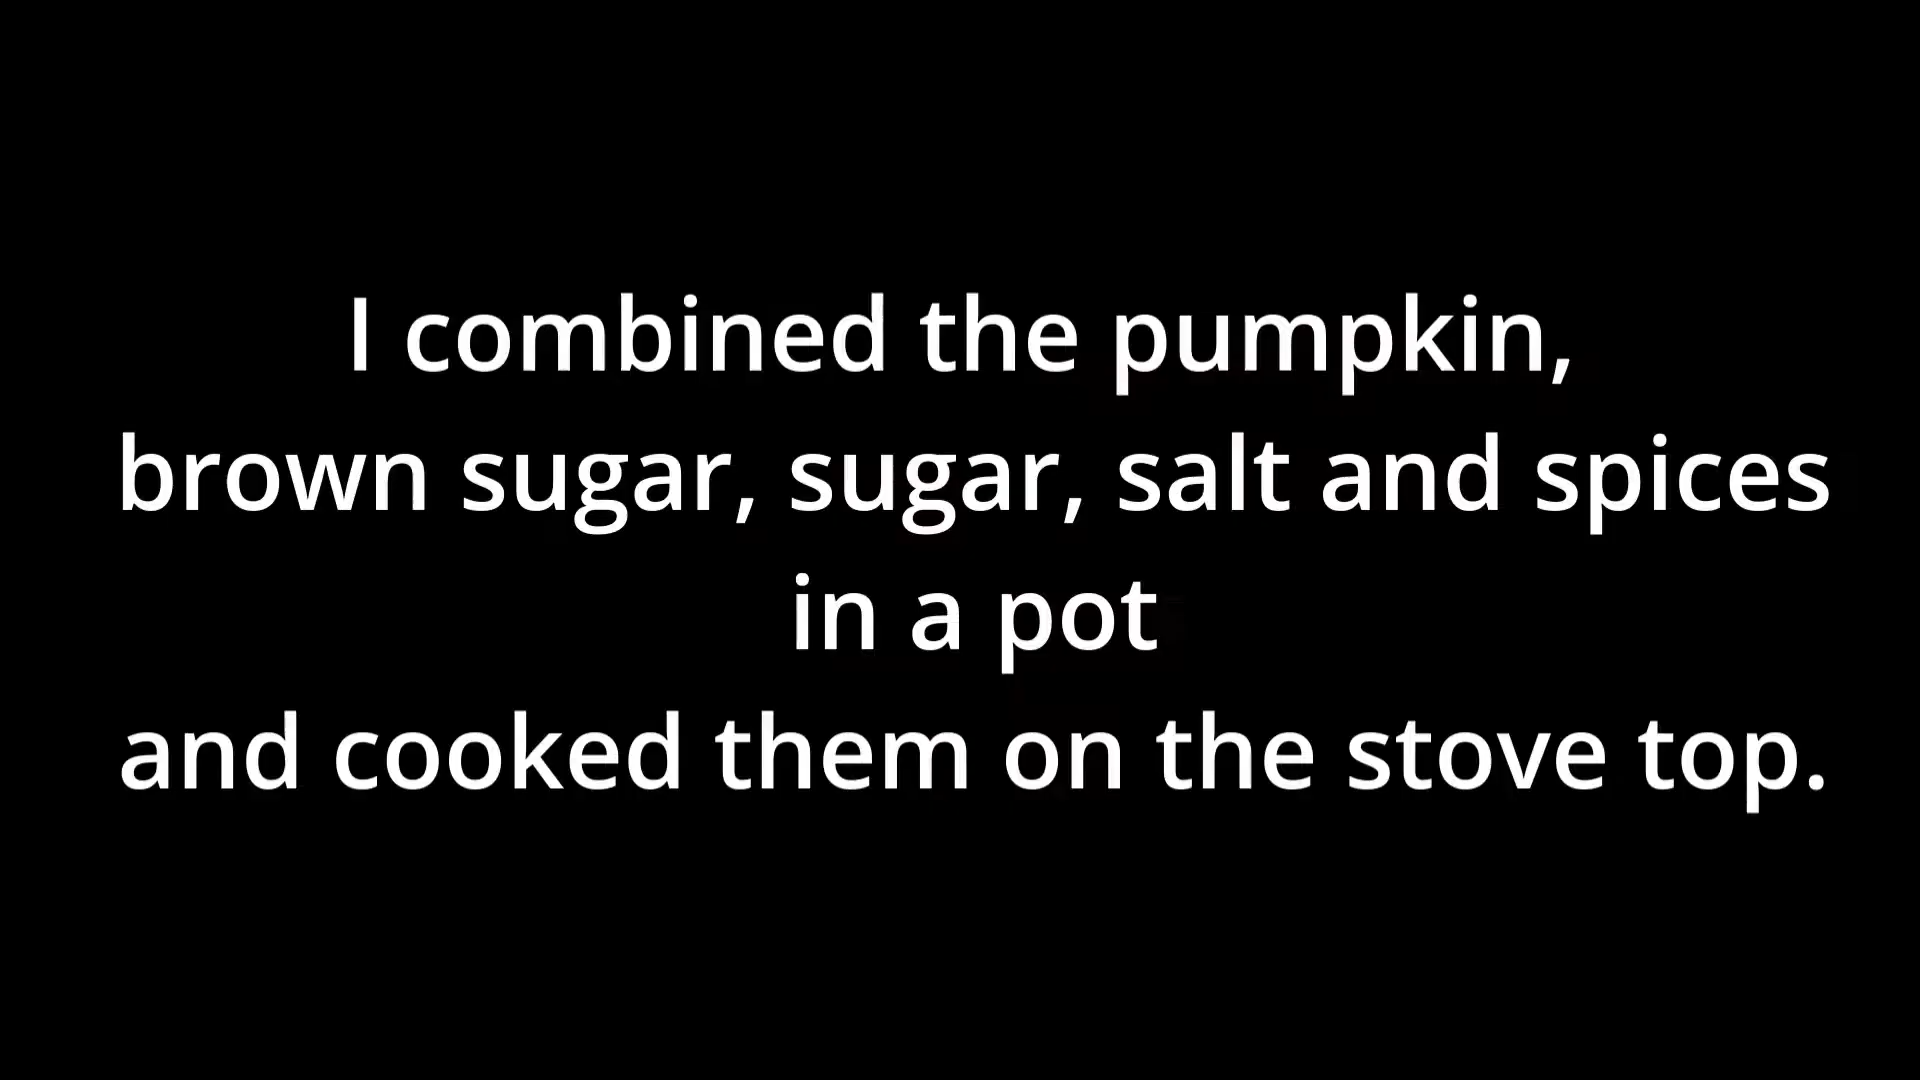 I combined the pumpkin,
brown sugar, sugar, salt and spices
in a pot
and cooked them on the stove top.